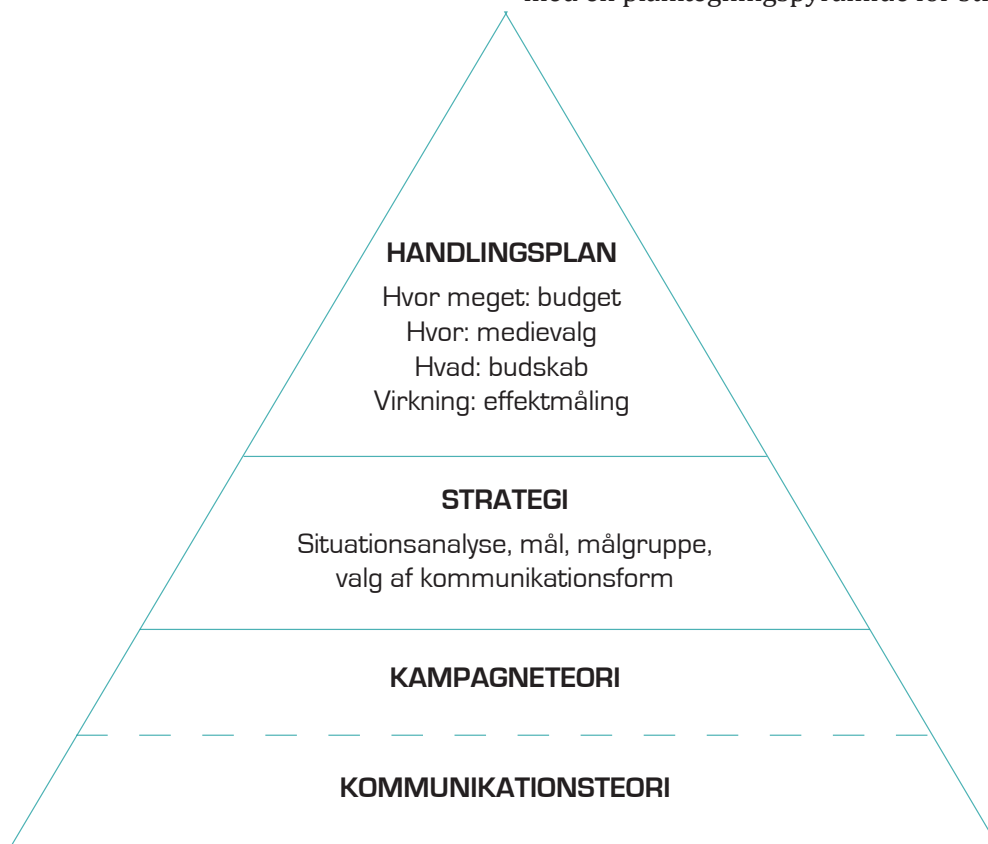 HANDLINGSPLAN
Hvor meget: budget
Hvor: medievalg
Hvad: budskab
Virkning: effektmåling
STRATEGI
Situationsanalyse, mål, målgruppe,
valg af kommunikationsform
KAMPAGNETEORI
KOMMUNIKATIONSTEORI